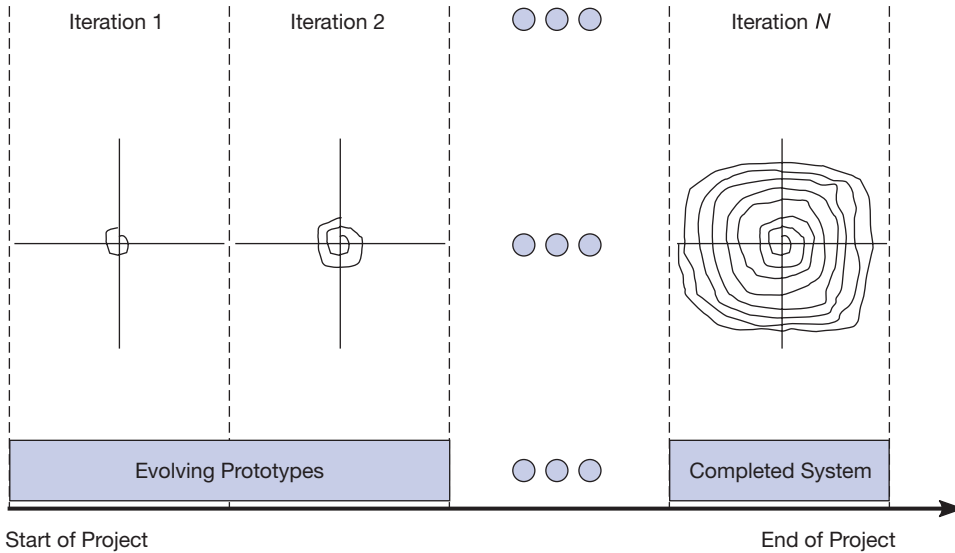 Iteration 1
Iteration 2
Iteration N
Evolving Prototypes
Completed System
Start of Project
End of Project